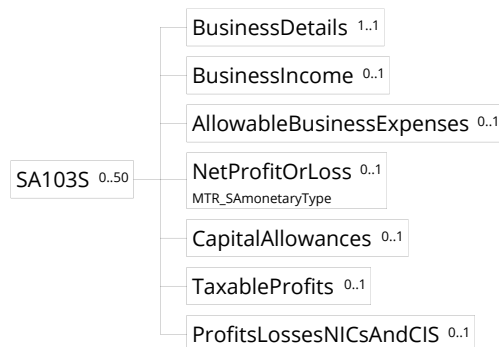 BusinessDetails 1..1
BusinessIncome 0..1
AllowableBusinessExpenses 0..1
SA103S 0..50
NetProfitOrLoss 0..1
MTR_SAmonetaryType
CapitalAllowances 0..1
TaxableProfits 0..1
ProfitsLossesNICsAndCIS 0..1